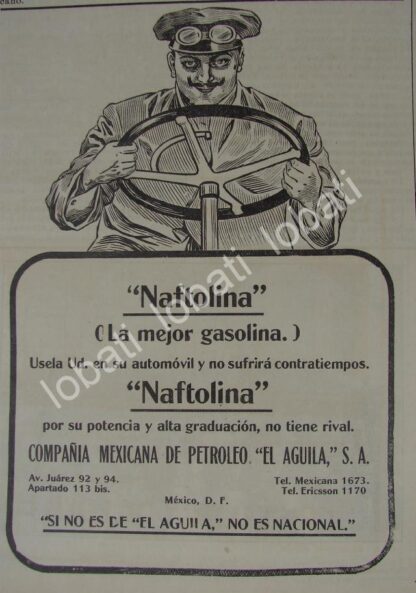 "Naftolina"
(La mejor gasolina.)
Usela Ud. en su automóvil y no sufrirá contratiempos.
"Naftolina"
por su potencia y alta graduación, no tiene rival.
COMPAÑIA MEXICANA DE PETROLEO "EL AGUILA," S. A.
Av. Juárez 92 y 94.
Apartado 113 bis.
Tel. Mexicana 1673.
Tel. Ericsson 1170
México, D. F.
"SI NO ES DE "EL AGUILA," NO ES NACIONAL."
lobati lobati lobati